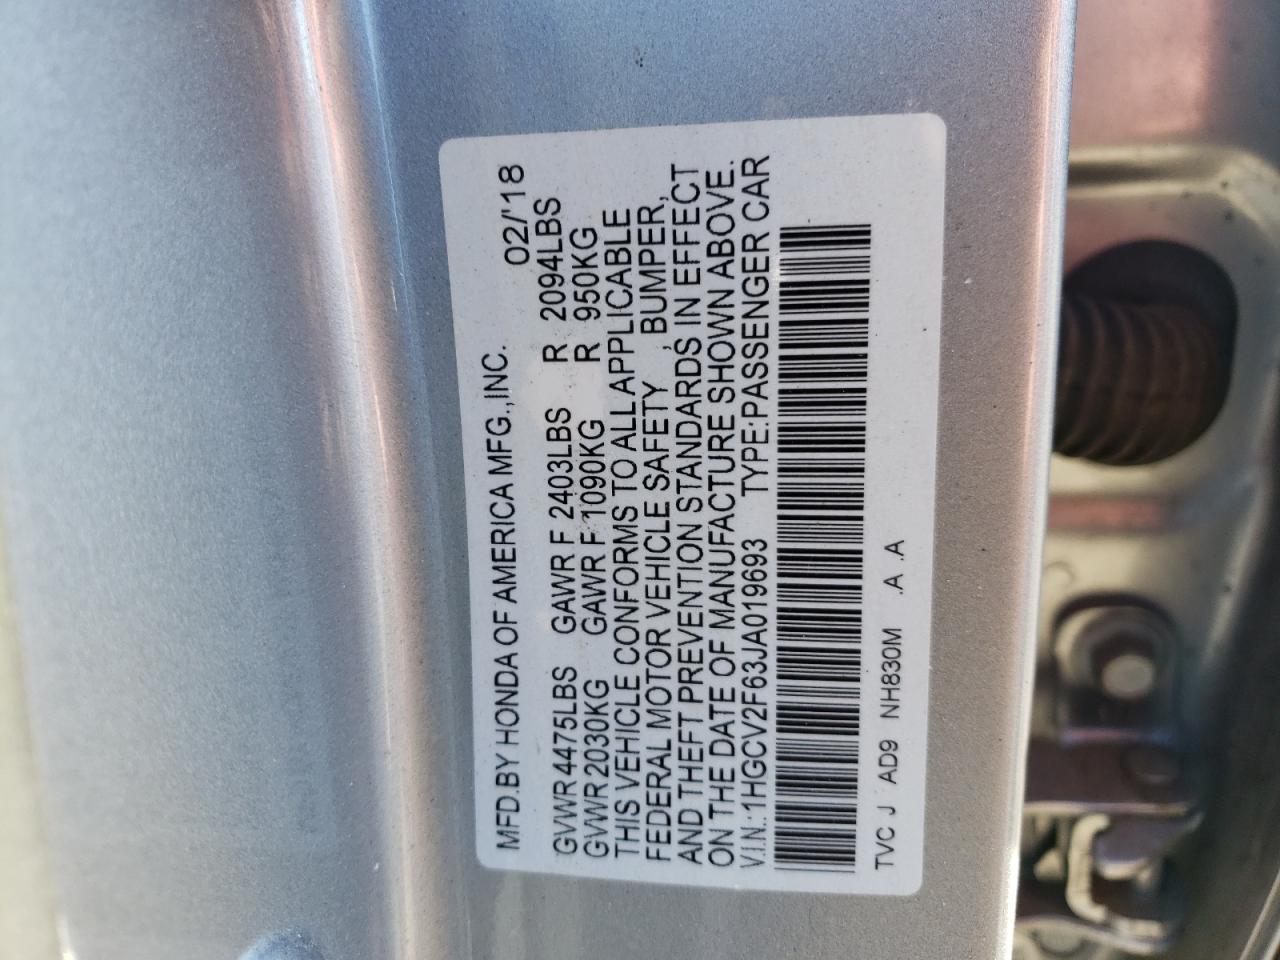 MFD.BY HONDA OF AMERICA MFG.,INC. 02/'18
GVWR 4475LBS GAWR F 2403LBS R 2094LBS
GVWR 2030KG GAWR F 1090KG R 950KG
THIS VEHICLE CONFORMS TO ALL APPLICABLE
FEDERAL MOTOR VEHICLE SAFETY , BUMPER,
AND THEFT PREVENTION STANDARDS IN EFFECT
ON THE DATE OF MANUFACTURE SHOWN ABOVE.
V.I.N.:1HGCV2F63JA019693 TYPE:PASSENGER CAR
TVC J AD9 NH830M .A .A